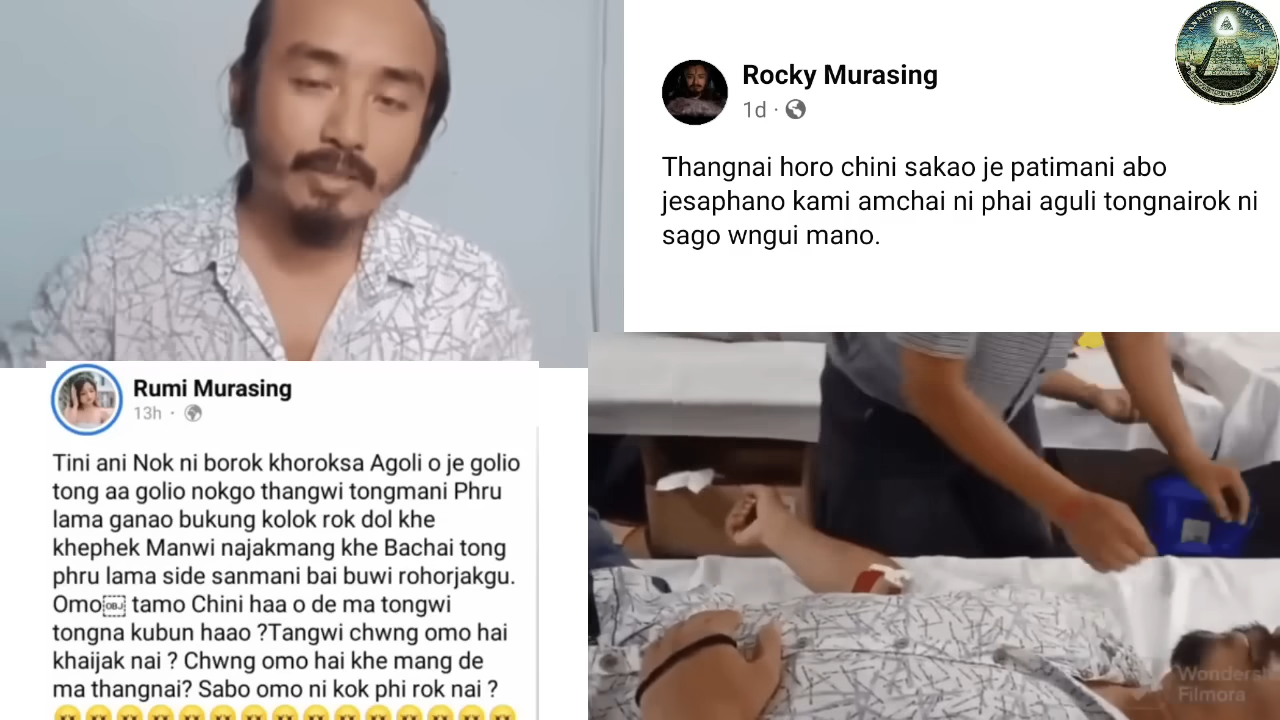 ANNUIT COEPTIS
Rocky Murasing
1d ·
Thangnai horo chini sakao je patimani abo
jesaphano kami amchai ni phai aguli tongnairok ni
sago wngui mano.
Rumi Murasing
13h ·
Tini ani Nok ni borok khoroksa Agoli o je golio
tong aa golio nokgo thangwi tongmani Phru
lama ganao bukung kolok rok dol khe
khephek Manwi najakmang khe Bachai tong
phru lama side sanmani bai buwi rohorjakgu.
Omo￼ tamo Chini haa o de ma tongwi
tongna kubun haao ?Tangwi chwng omo hai
khaijak nai ? Chwng omo hai khe mang de
ma thangnai? Sabo omo ni kok phi rok nai ?
Filmora